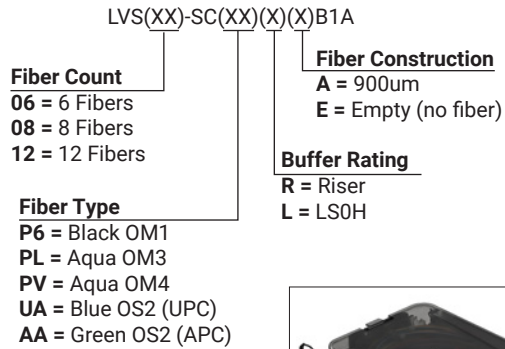 LVS(XX)-SC(XX)(X)(X)B1A
Fiber Construction
A = 900um
E = Empty (no fiber)
Fiber Count
06 = 6 Fibers
08 = 8 Fibers
12 = 12 Fibers
Buffer Rating
R = Riser
L = LS0H
Fiber Type
P6 = Black OM1
PL = Aqua OM3
PV = Aqua OM4
UA = Blue OS2 (UPC)
AA = Green OS2 (APC)